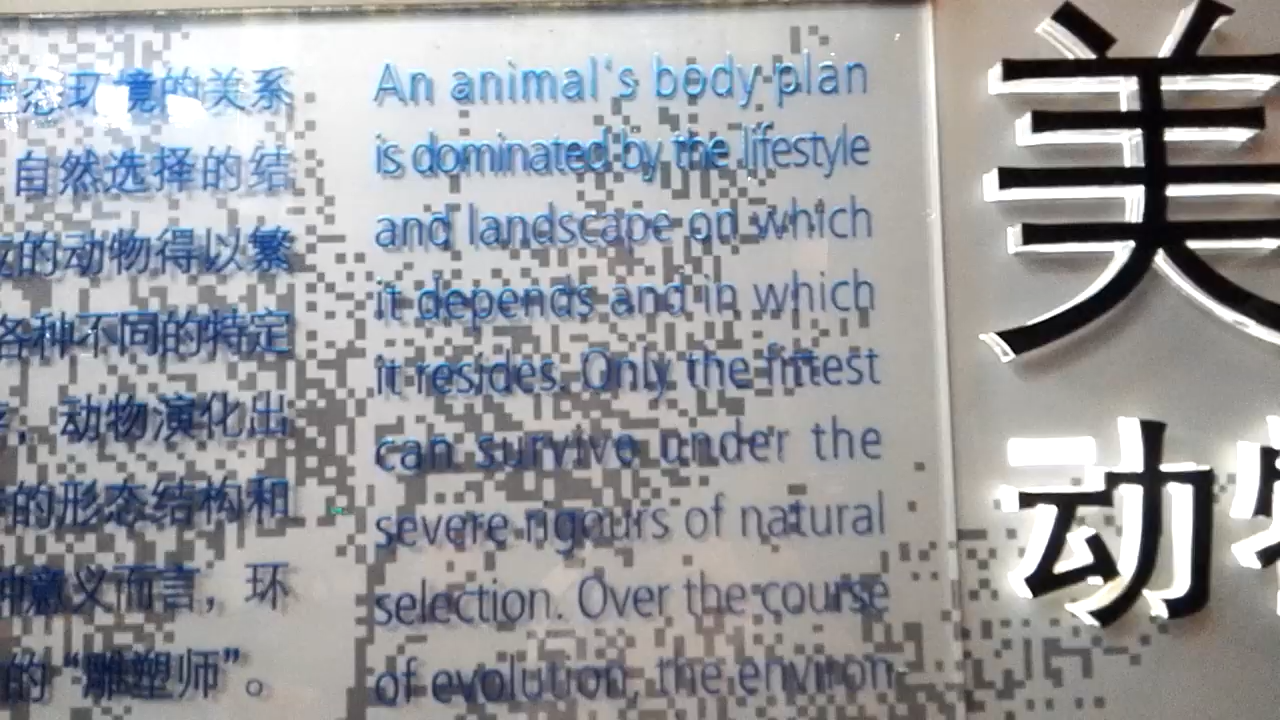 态环境的关系
自然选择的结
的动物得以繁
各种不同的特定
动物演化出
的形态结构和
种意义而言，环
的“雕塑师”。
An animal's body plan
is dominated by the lifestyle
and landscape on which
it depends and in which
it resides. Only the fittest
can survive under the
severe rigours of natural
selection. Over the course
of evolution, the environ-
美
动物